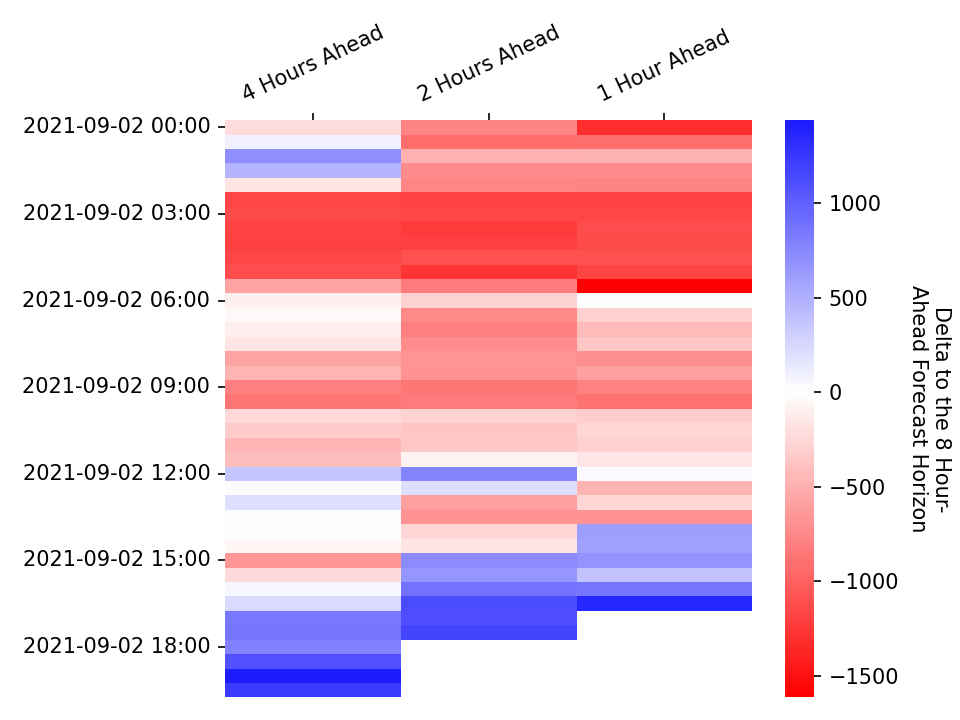 4 Hours Ahead
2 Hours Ahead
1 Hour Ahead
2021-09-02 00:00
2021-09-02 03:00
2021-09-02 06:00
2021-09-02 09:00
2021-09-02 12:00
2021-09-02 15:00
2021-09-02 18:00
1000
500
0
−500
−1000
−1500
Delta to the 8 Hour-
Ahead Forecast Horizon